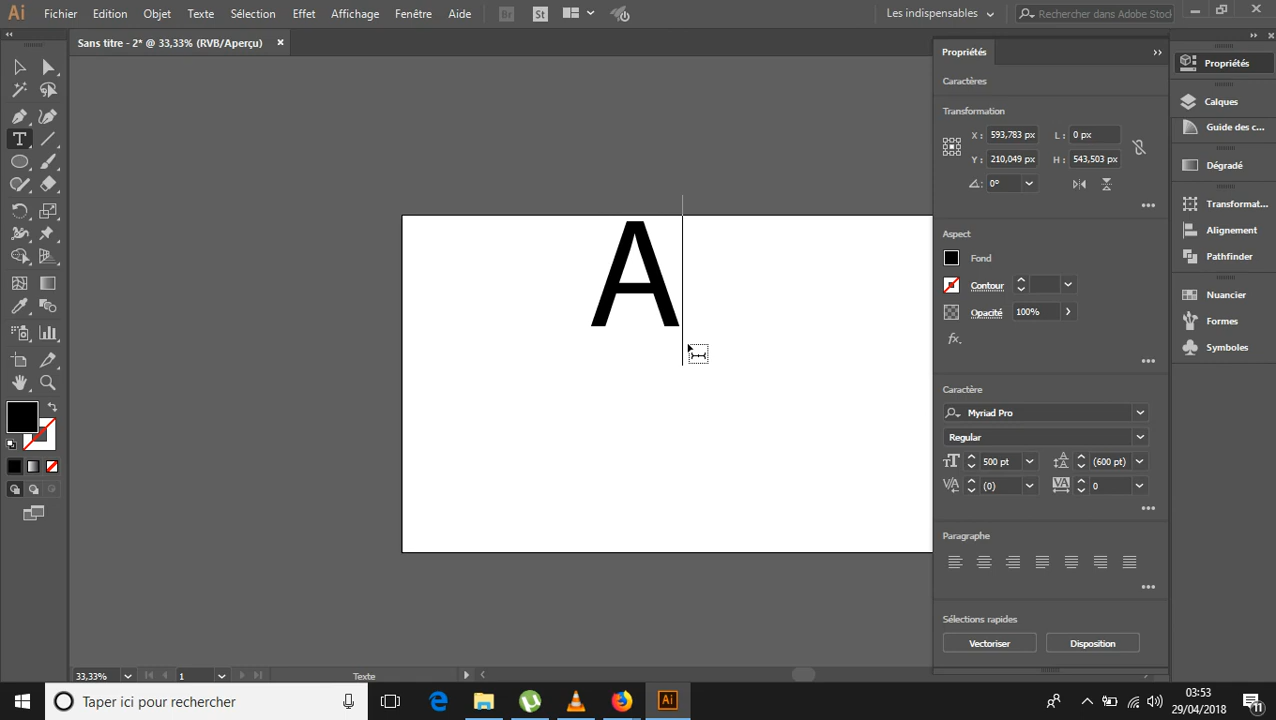 Ai Fichier Edition Objet Texte Sélection Effet Affichage Fenêtre Aide Br St Les indispensables Rechercher dans Adobe Stock
Sans titre - 2* @ 33,33% (RVB/Aperçu)
A
Propriétés
Caractères
Transformation
X : 593,783 px L : 0 px
Y : 210,049 px H : 543,503 px
0°
Aspect
Fond
Contour
Opacité 100%
fx.
Caractère
Myriad Pro
Regular
500 pt (600 pt)
(0) 0
Paragraphe
Sélections rapides
Vectoriser Disposition
Propriétés
Calques
Guide des c...
Dégradé
Transformat...
Alignement
Pathfinder
Nuancier
Formes
Symboles
33,33% 1 Texte
Taper ici pour rechercher
Ai
03:53
29/04/2018
11